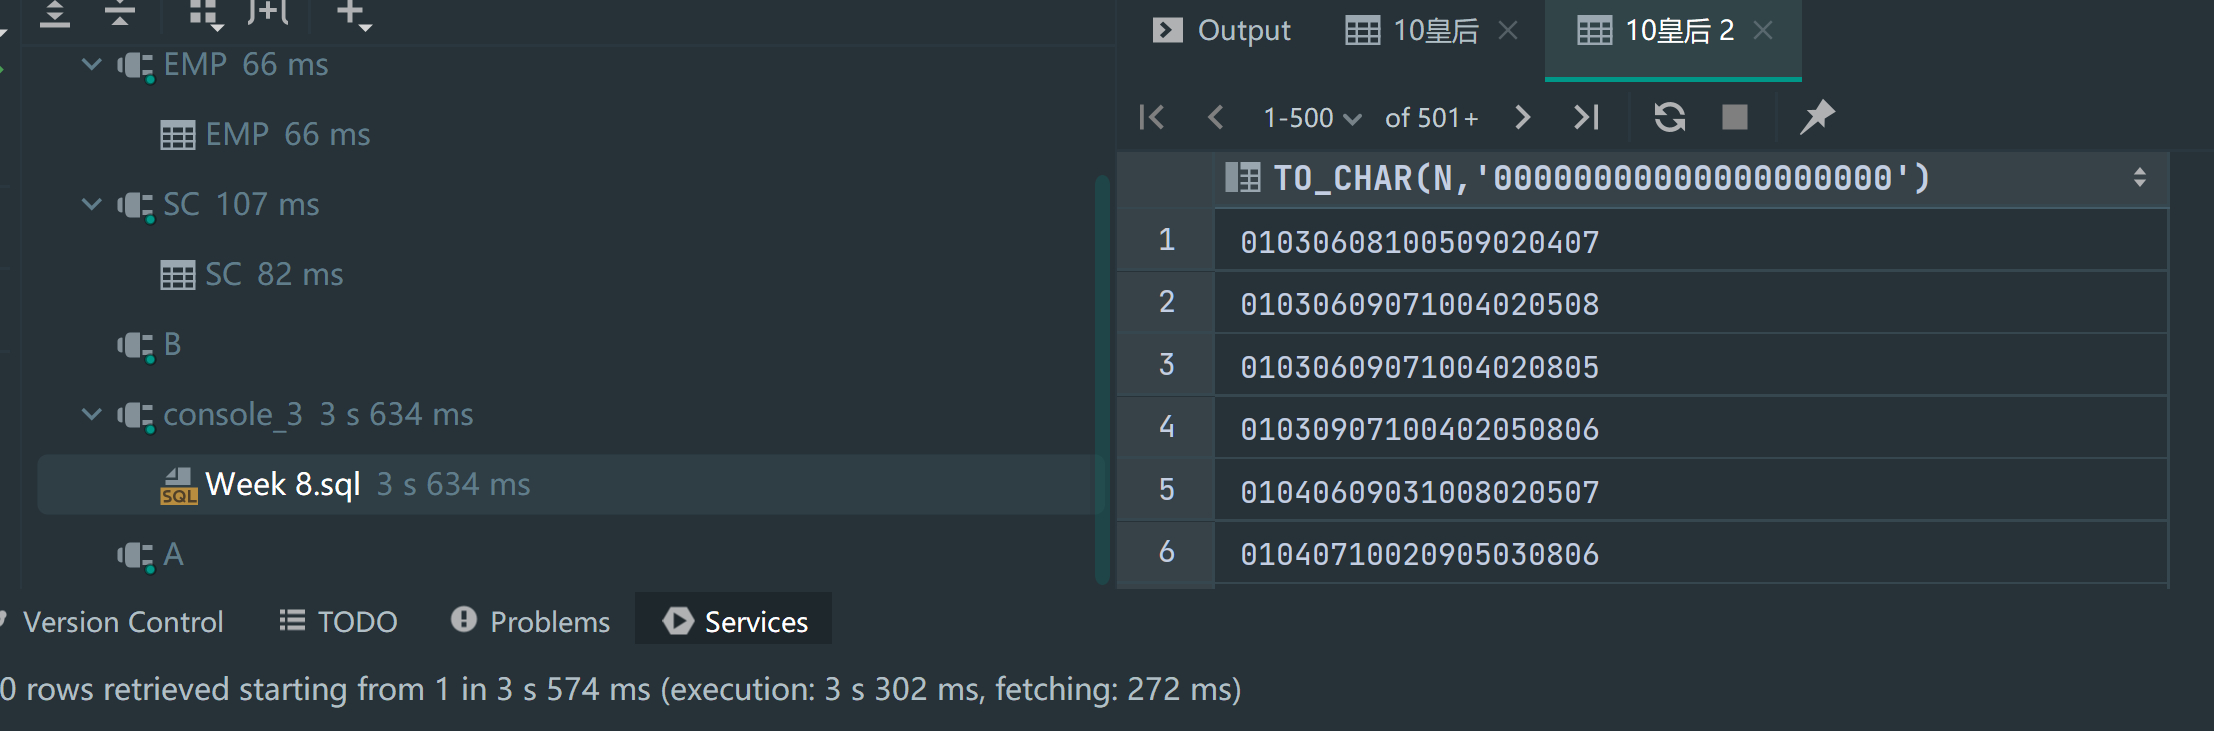 EMP 66 ms
EMP 66 ms
SC 107 ms
SC 82 ms
B
console_3 3 s 634 ms
SQL Week 8.sql 3 s 634 ms
A
Output 10皇后 10皇后 2
1-500 of 501+
TO_CHAR(N,'00000000000000000000')
1 01030608100509020407
2 01030609071004020508
3 01030609071004020805
4 01030907100402050806
5 01040609031008020507
6 01040710020905030806
Version Control TODO Problems Services
0 rows retrieved starting from 1 in 3 s 574 ms (execution: 3 s 302 ms, fetching: 272 ms)